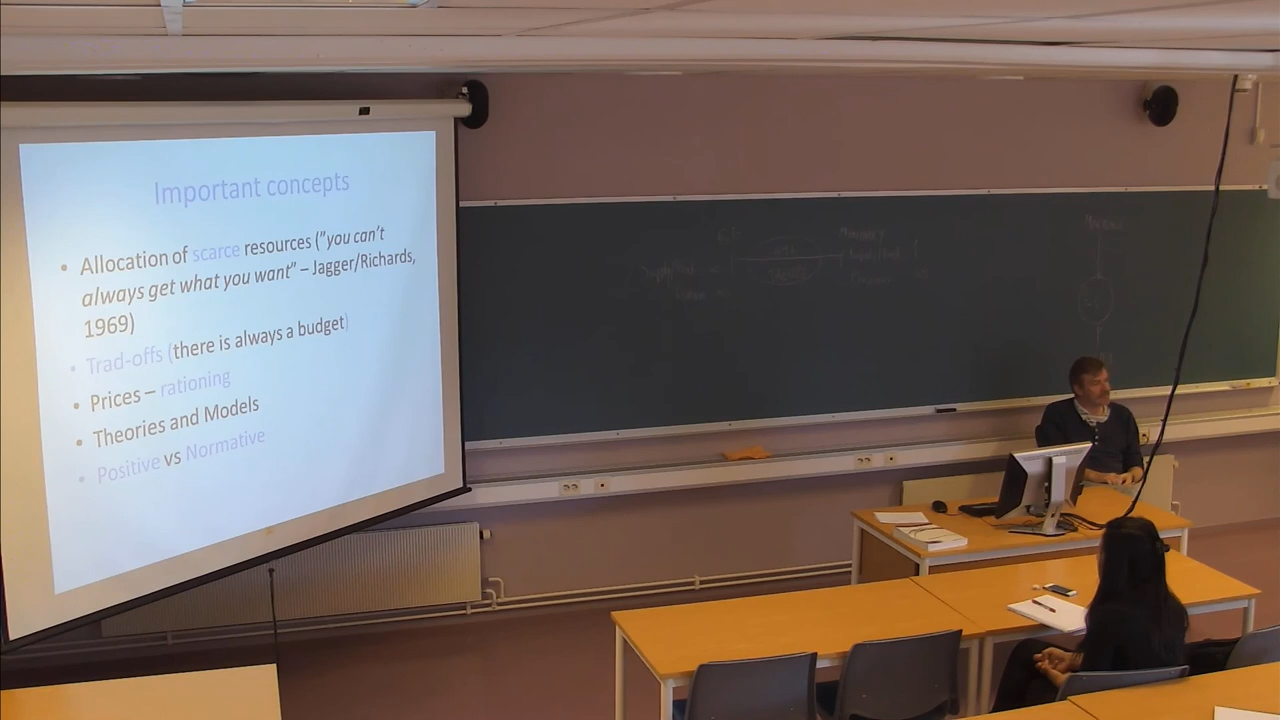 Important concepts
• Allocation of scarce resources ("you can't
always get what you want" – Jagger/Richards,
1969)
• Trad-offs (there is always a budget)
• Prices – rationing
• Theories and Models
• Positive vs Normative